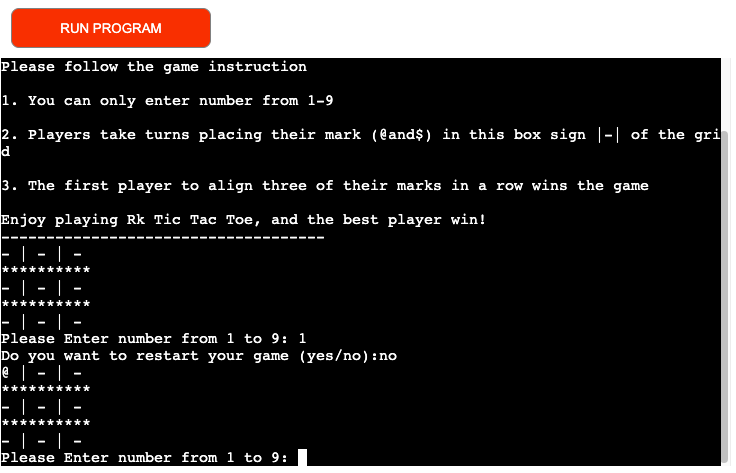 RUN PROGRAM
Please follow the game instruction
1. You can only enter number from 1-9
2. Players take turns placing their mark (@and$) in this box sign |-| of the gri
d
3. The first player to align three of their marks in a row wins the game
Enjoy playing Rk Tic Tac Toe, and the best player win!
------------------------------------
- | - | -
**********
- | - | -
**********
- | - | -
Please Enter number from 1 to 9: 1
Do you want to restart your game (yes/no):no
@ | - | -
**********
- | - | -
**********
- | - | -
Please Enter number from 1 to 9: